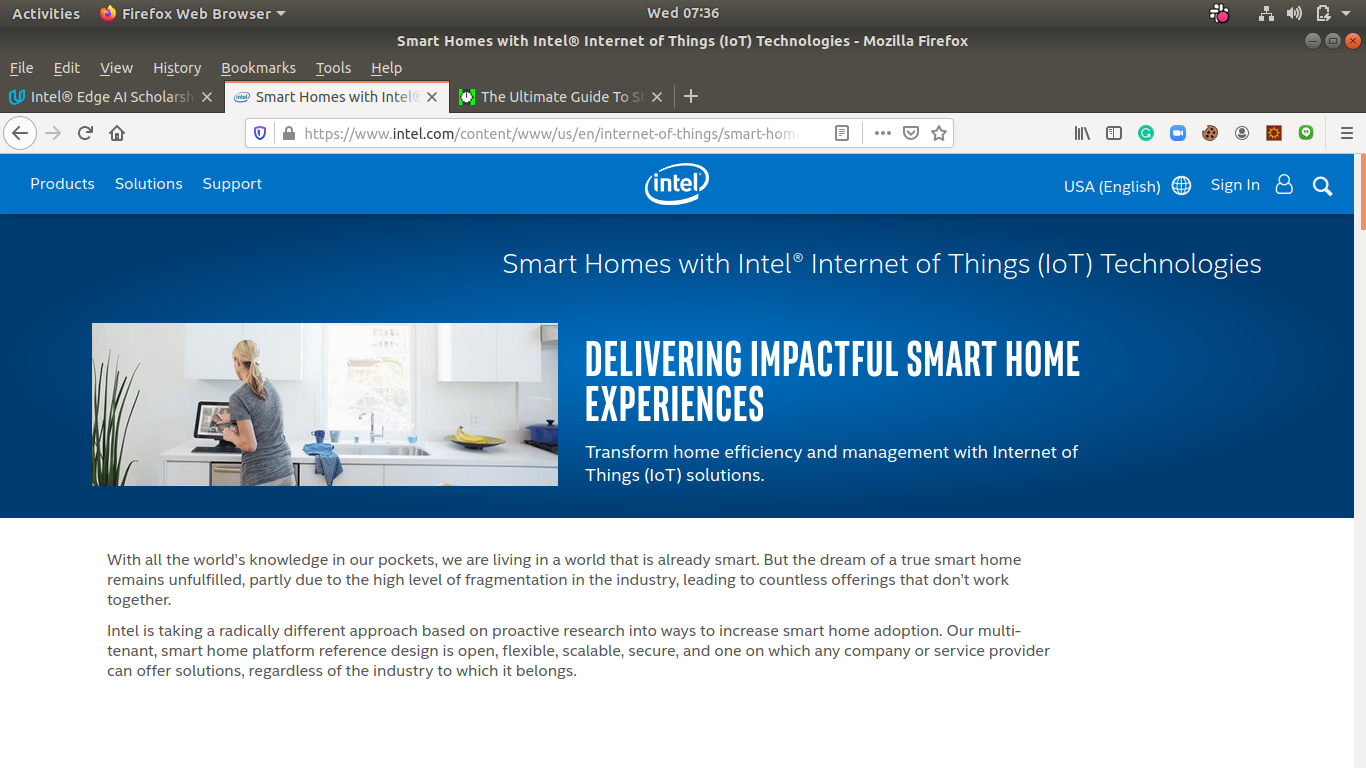 Activities Firefox Web Browser Wed 07:36
Smart Homes with Intel® Internet of Things (IoT) Technologies - Mozilla Firefox
File Edit View History Bookmarks Tools Help
Intel® Edge AI Scholarsh Smart Homes with Intel® The Ultimate Guide To S
https://www.intel.com/content/www/us/en/internet-of-things/smart-hom
Products Solutions Support intel USA (English) Sign In
Smart Homes with Intel® Internet of Things (IoT) Technologies
DELIVERING IMPACTFUL SMART HOME
EXPERIENCES
Transform home efficiency and management with Internet of
Things (IoT) solutions.
With all the world's knowledge in our pockets, we are living in a world that is already smart. But the dream of a true smart home
remains unfulfilled, partly due to the high level of fragmentation in the industry, leading to countless offerings that don't work
together.
Intel is taking a radically different approach based on proactive research into ways to increase smart home adoption. Our multi-
tenant, smart home platform reference design is open, flexible, scalable, secure, and one on which any company or service provider
can offer solutions, regardless of the industry to which it belongs.